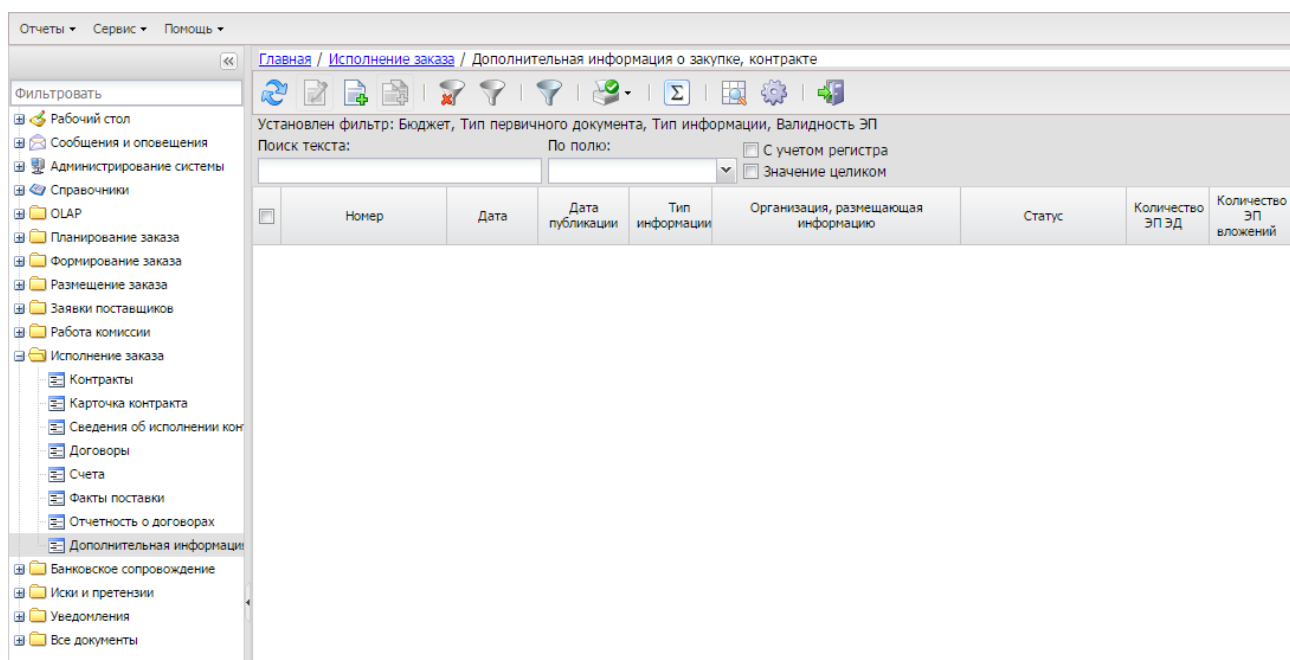 Отчеты Сервис Помощь
Главная / Исполнение заказа / Дополнительная информация о закупке, контракте
Фильтровать
Рабочий стол
Сообщения и оповещения
Администрирование системы
Справочники
OLAP
Планирование заказа
Формирование заказа
Размещение заказа
Заявки поставщиков
Работа комиссии
Исполнение заказа
Контракты
Карточка контракта
Сведения об исполнении кон
Договоры
Счета
Факты поставки
Отчетность о договорах
Дополнительная информаци
Банковское сопровождение
Иски и претензии
Уведомления
Все документы
Установлен фильтр: Бюджет, Тип первичного документа, Тип информации, Валидность ЭП
Поиск текста: По полю:
С учетом регистра
Значение целиком
Номер
Дата
Дата
публикации
Тип
информации
Организация, размещающая
информацию
Статус
Количество
ЭП ЭД
Количество
ЭП
вложений